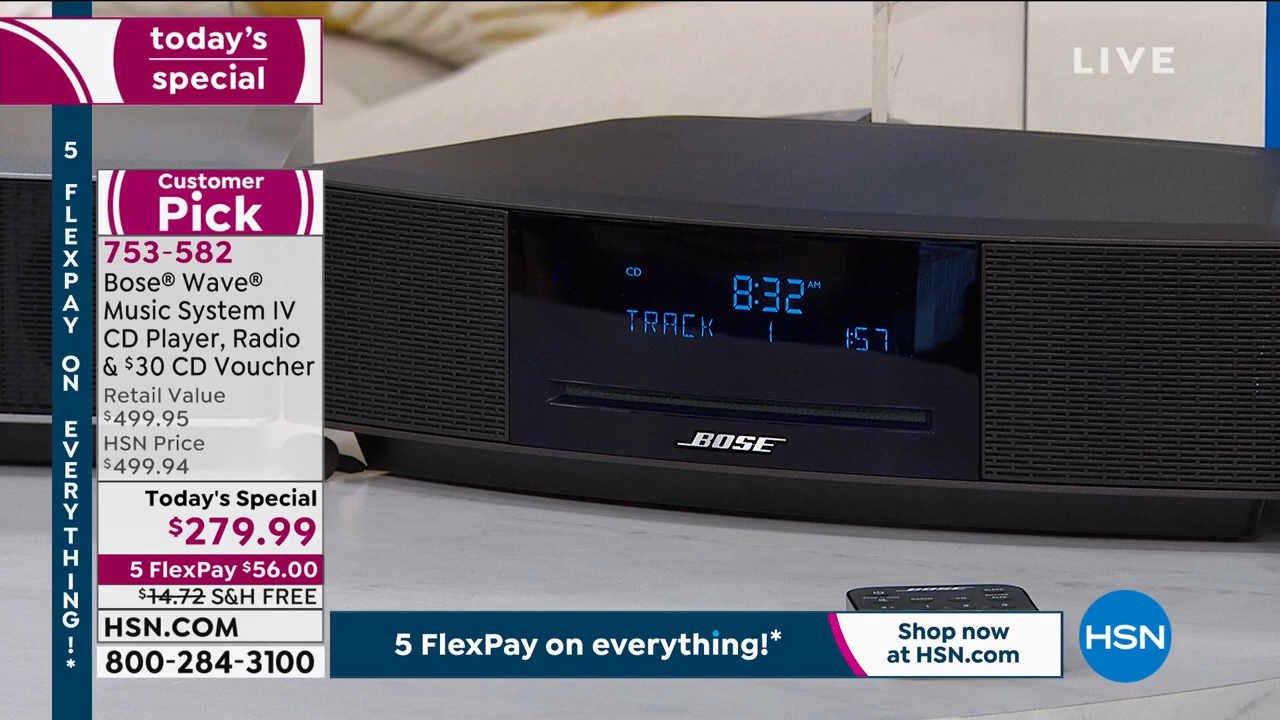 today's
special
LIVE
5 FLEXPAY ON EVERYTHING!*
Customer
Pick
753-582
Bose® Wave®
Music System IV
CD Player, Radio
& $30 CD Voucher
Retail Value
$499.95
HSN Price
$499.94
Today's Special
$279.99
5 FlexPay $56.00
$14.72 S&H FREE
HSN.COM
800-284-3100
CD
8:32 AM
TRACK 1 1:57
BOSE
BOSE
5 FlexPay on everything!*
Shop now
at HSN.com
HSN